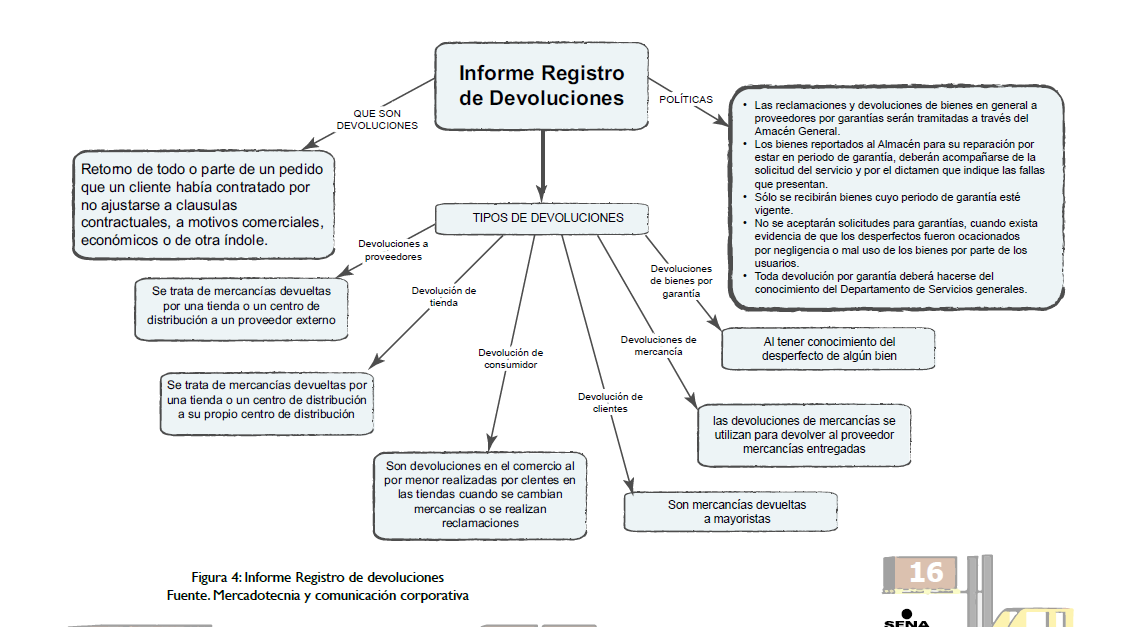 Informe Registro
de Devoluciones
QUE SON
DEVOLUCIONES
POLÍTICAS
Retorno de todo o parte de un pedido
que un cliente había contratado por
no ajustarse a clausulas
contractuales, a motivos comerciales,
económicos o de otra índole.
• Las reclamaciones y devoluciones de bienes en general a
proveedores por garantías serán tramitadas a través del
Amacén General.
• Los bienes reportados al Almacén para su reparación por
estar en periodo de garantía, deberán acompañarse de la
solicitud del servicio y por el dictamen que indique las fallas
que presentan.
• Sólo se recibirán bienes cuyo periodo de garantía esté
vigente.
• No se aceptarán solicitudes para garantías, cuando exista
evidencia de que los desperfectos fueron ocacionados
por negligencia o mal uso de los bienes por parte de los
usuarios.
• Toda devolución por garantía deberá hacerse del
conocimiento del Departamento de Servicios generales.
TIPOS DE DEVOLUCIONES
Devoluciones a
proveedores
Se trata de mercancías devueltas
por una tienda o un centro de
distribución a un proveedor externo
Devolución de
tienda
Se trata de mercancías devueltas por
una tienda o un centro de distribución
a su propio centro de distribución
Devolución de
consumidor
Son devoluciones en el comercio al
por menor realizadas por clentes en
las tiendas cuando se cambian
mercancias o se realizan
reclamaciones
Devolución de
clientes
Son mercancías devueltas
a mayoristas
Devoluciones de
mercancía
las devoluciones de mercancías se
utilizan para devolver al proveedor
mercancías entregadas
Devoluciones
de bienes por
garantía
Al tener conocimiento del
desperfecto de algún bien
Figura 4: Informe Registro de devoluciones
Fuente. Mercadotecnia y comunicación corporativa
16
SENA